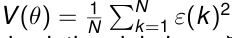 V(θ) = 1/N ∑_{k=1}^{N} ε(k)²